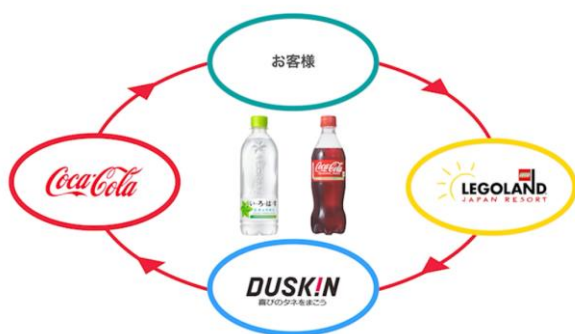 お客様
Coca-Cola
い・ろ・は・す
Coca-Cola
LEGOLAND
JAPAN RESORT
DUSK!N
喜びのタネをまこう